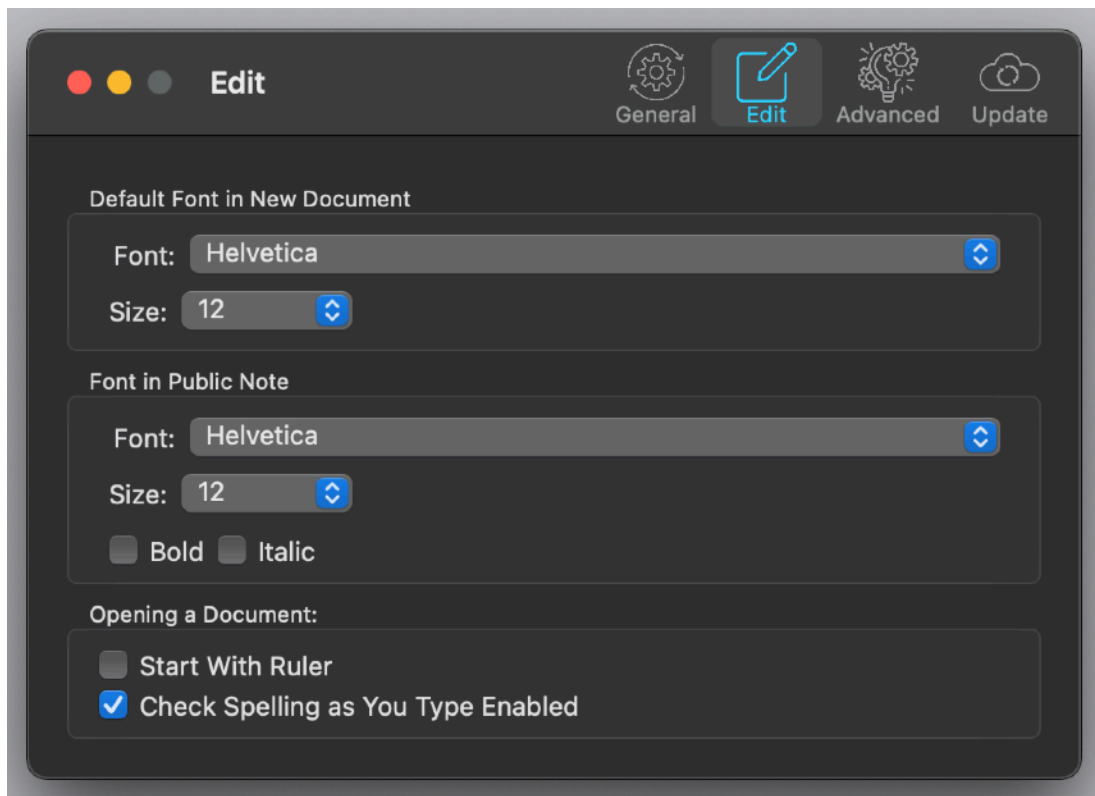 Edit
General Edit Advanced Update
Default Font in New Document
Font: Helvetica
Size: 12
Font in Public Note
Font: Helvetica
Size: 12
Bold Italic
Opening a Document:
Start With Ruler
Check Spelling as You Type Enabled